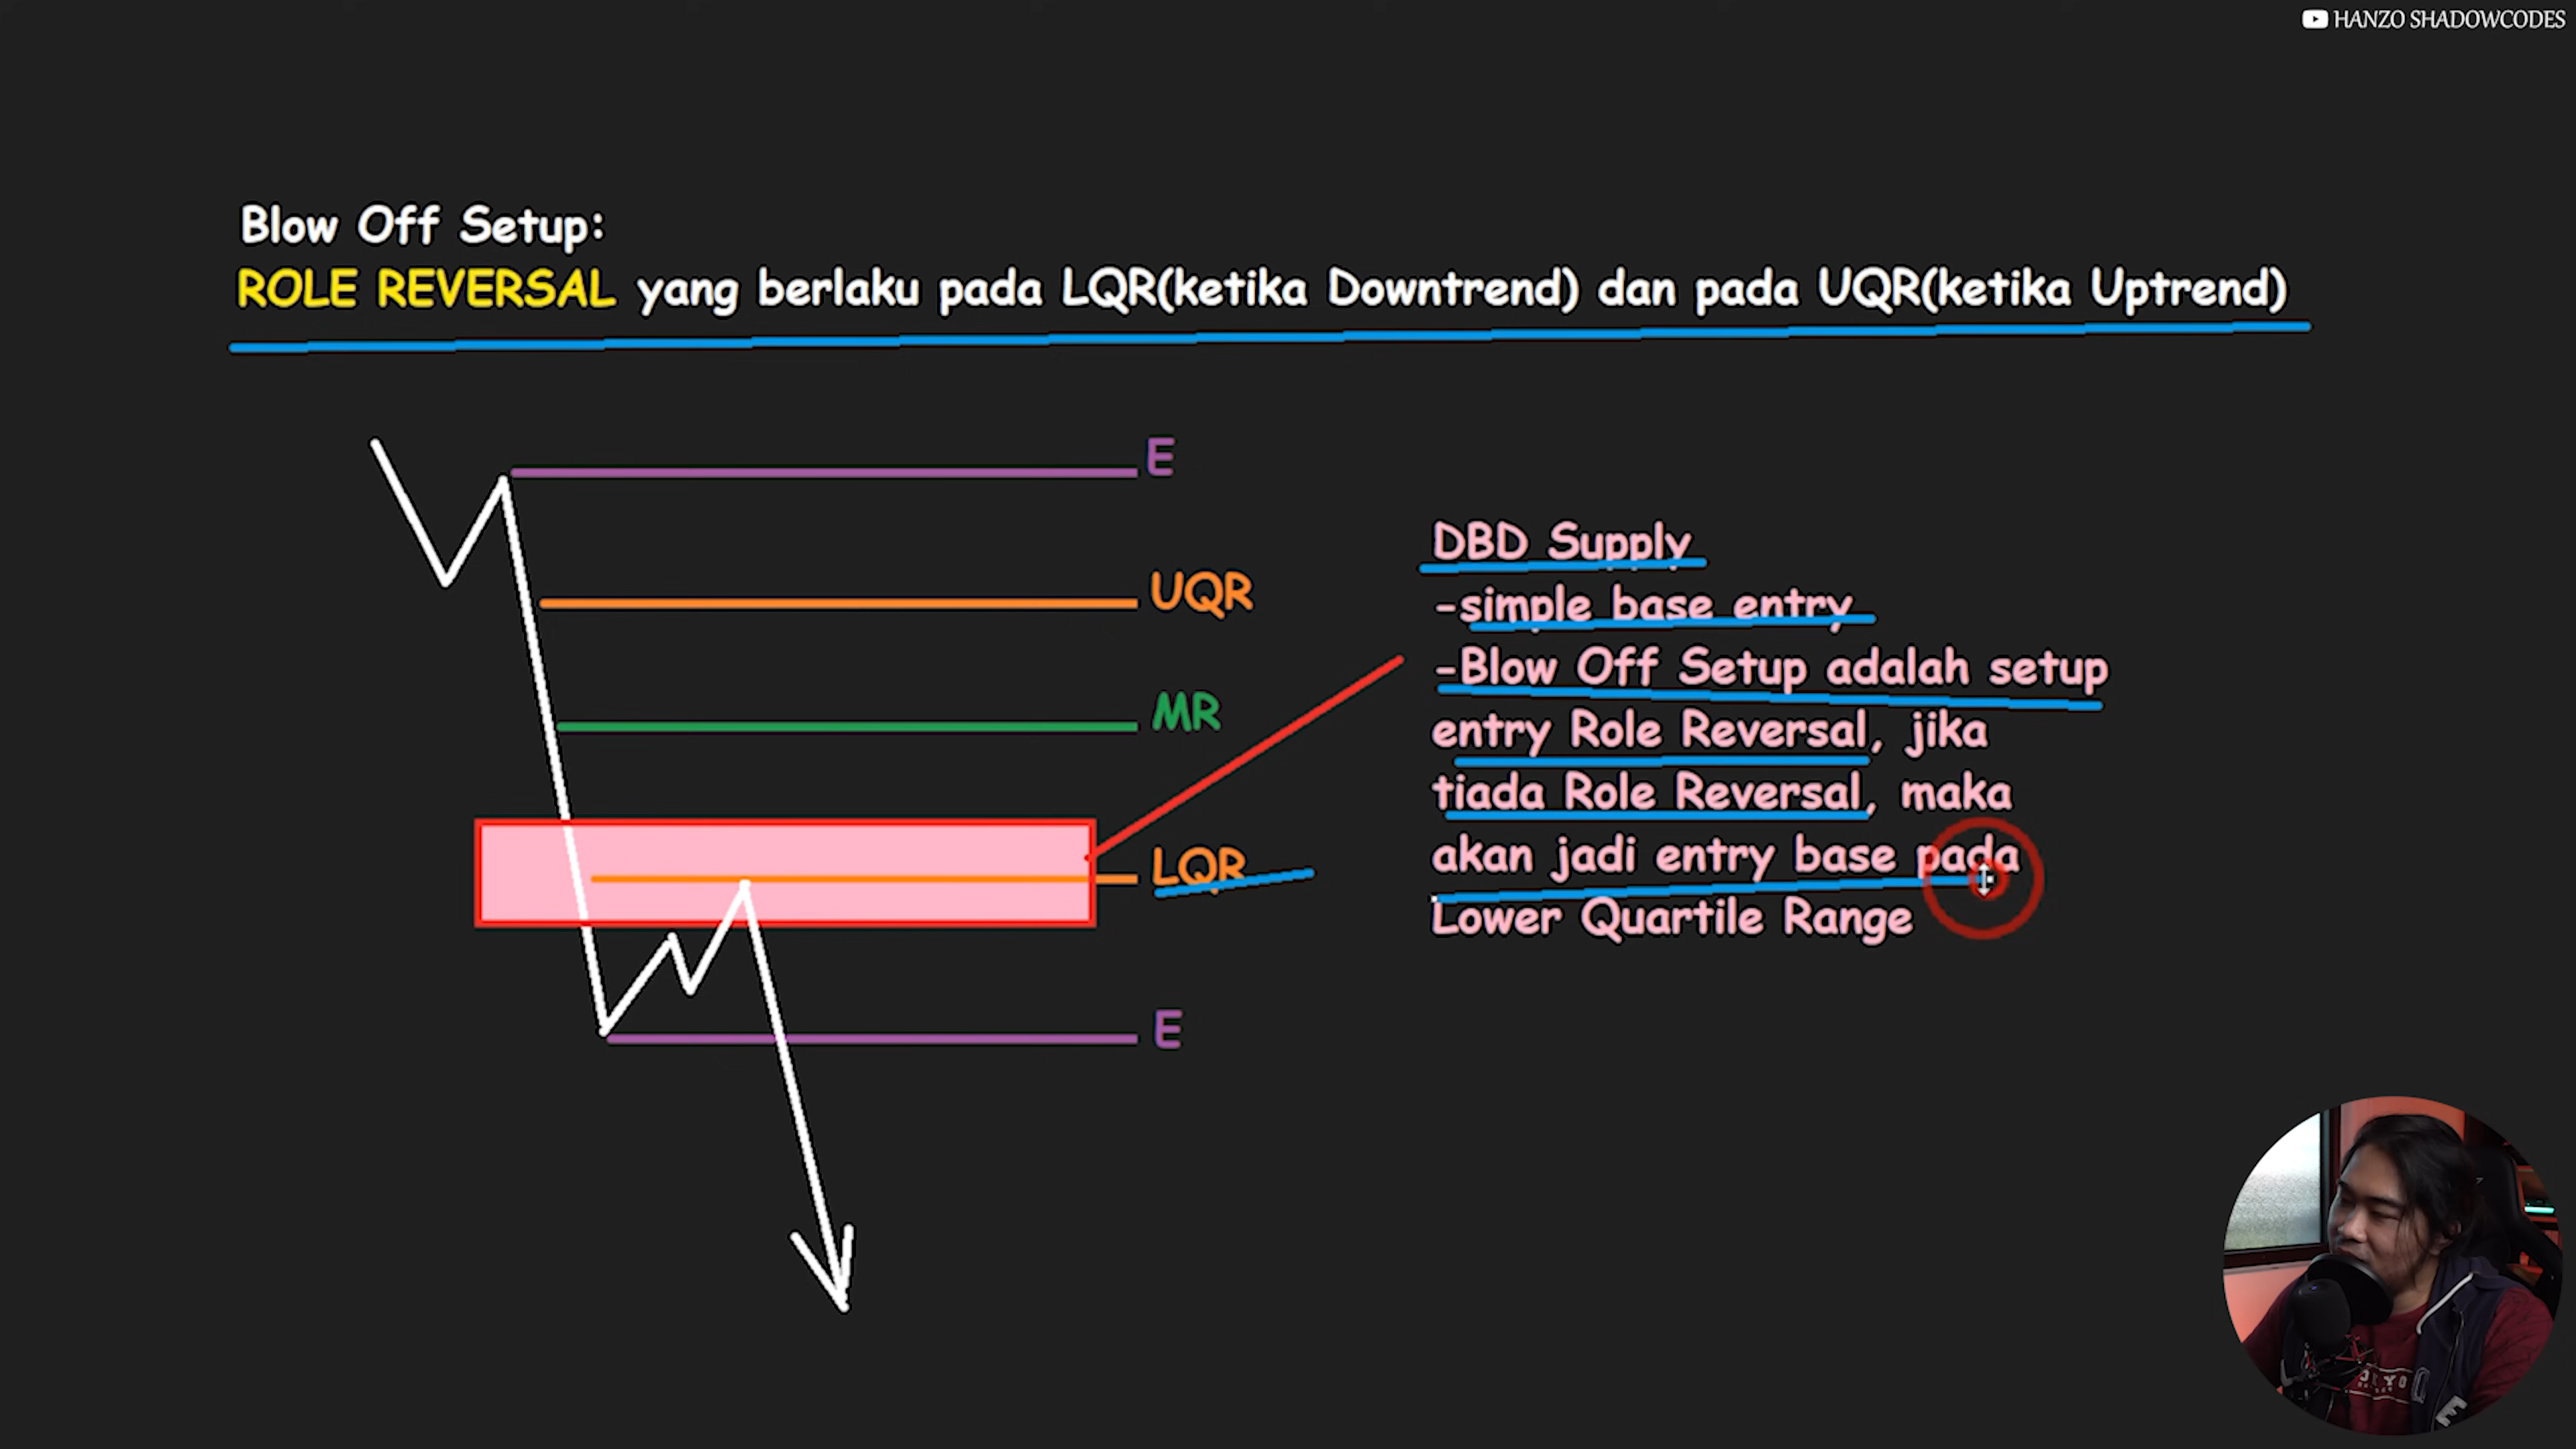 HANZO SHADOWCODES
Blow Off Setup:
ROLE REVERSAL yang berlaku pada LQR(ketika Downtrend) dan pada UQR(ketika Uptrend)
E
UQR
MR
LQR
E
DBD Supply
-simple base entry
-Blow Off Setup adalah setup
entry Role Reversal, jika
tiada Role Reversal, maka
akan jadi entry base pada
Lower Quartile Range